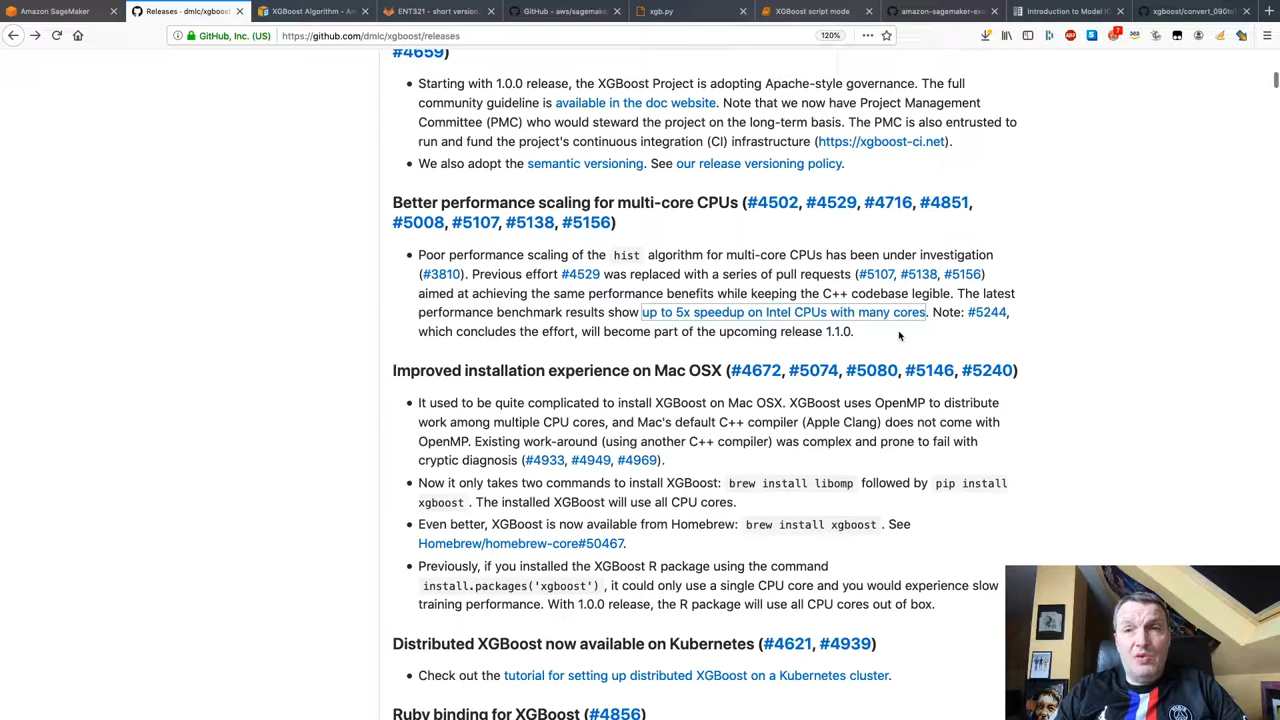 Amazon SageMaker
Releases · dmlc/xgboost
XGBoost Algorithm - Am
ENT321 - short version
GitHub - aws/sagemake
xgb.py
XGBoost script mode
amazon-sagemaker-exa
Introduction to Model IO
xgboost/convert_090to1
GitHub, Inc. (US)
https://github.com/dmlc/xgboost/releases
120%
#4659)
• Starting with 1.0.0 release, the XGBoost Project is adopting Apache-style governance. The full
community guideline is available in the doc website. Note that we now have Project Management
Committee (PMC) who would steward the project on the long-term basis. The PMC is also entrusted to
run and fund the project's continuous integration (CI) infrastructure (https://xgboost-ci.net).
• We also adopt the semantic versioning. See our release versioning policy.
Better performance scaling for multi-core CPUs (#4502, #4529, #4716, #4851,
#5008, #5107, #5138, #5156)
• Poor performance scaling of the hist algorithm for multi-core CPUs has been under investigation
(#3810). Previous effort #4529 was replaced with a series of pull requests (#5107, #5138, #5156)
aimed at achieving the same performance benefits while keeping the C++ codebase legible. The latest
performance benchmark results show up to 5x speedup on Intel CPUs with many cores. Note: #5244,
which concludes the effort, will become part of the upcoming release 1.1.0.
Improved installation experience on Mac OSX (#4672, #5074, #5080, #5146, #5240)
• It used to be quite complicated to install XGBoost on Mac OSX. XGBoost uses OpenMP to distribute
work among multiple CPU cores, and Mac's default C++ compiler (Apple Clang) does not come with
OpenMP. Existing work-around (using another C++ compiler) was complex and prone to fail with
cryptic diagnosis (#4933, #4949, #4969).
• Now it only takes two commands to install XGBoost: brew install libomp followed by pip install
xgboost . The installed XGBoost will use all CPU cores.
• Even better, XGBoost is now available from Homebrew: brew install xgboost . See
Homebrew/homebrew-core#50467.
• Previously, if you installed the XGBoost R package using the command
install.packages('xgboost') , it could only use a single CPU core and you would experience slow
training performance. With 1.0.0 release, the R package will use all CPU cores out of box.
Distributed XGBoost now available on Kubernetes (#4621, #4939)
• Check out the tutorial for setting up distributed XGBoost on a Kubernetes cluster.
Ruby binding for XGBoost (#4856)